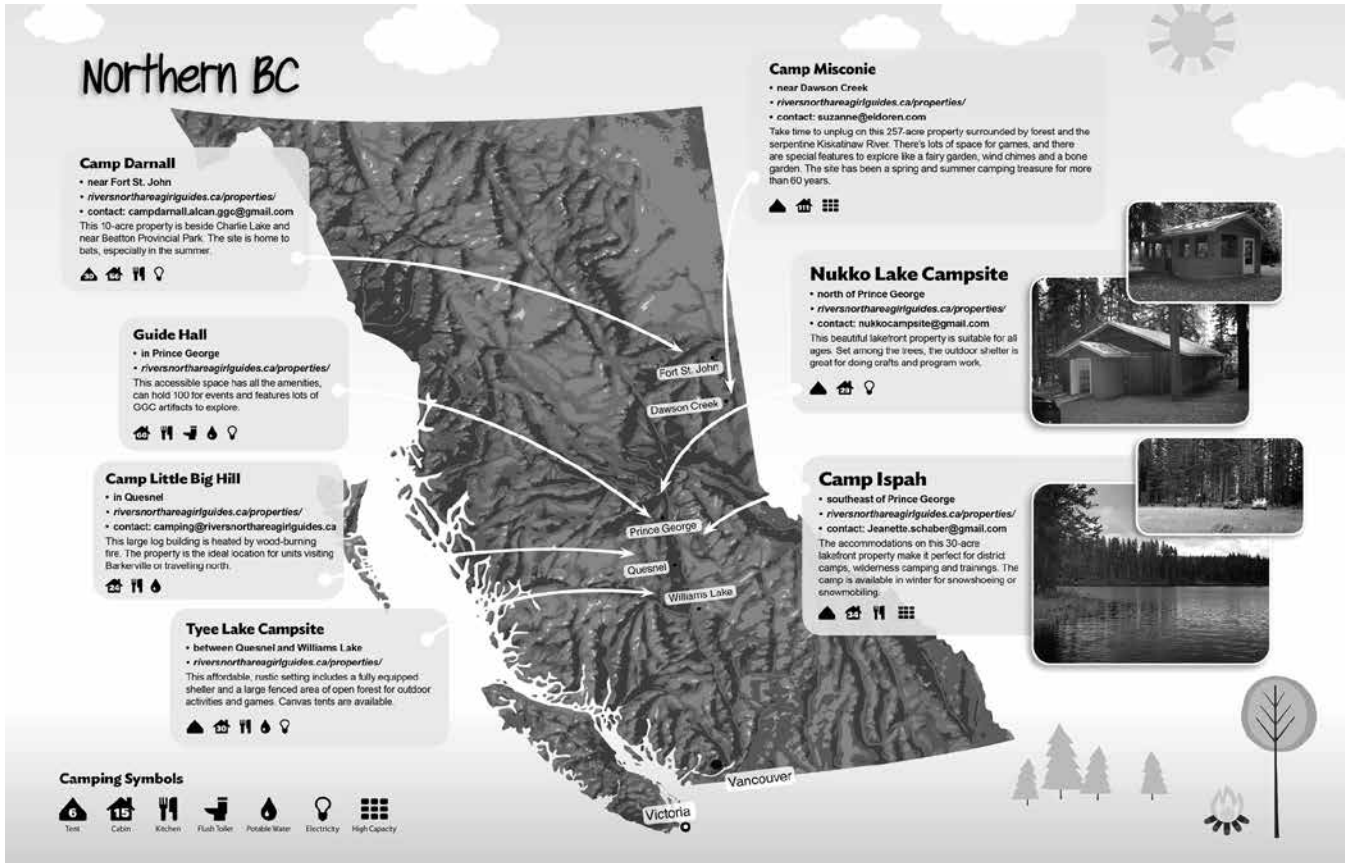 Northern BC
Camp Darnall
• near Fort St. John
• riversnorthareagirlguides.ca/properties/
• contact: campdarnall.alcan.ggc@gmail.com
This 10-acre property is beside Charlie Lake and
near Beatton Provincial Park. The site is home to
bats, especially in the summer.
30
Guide Hall
• in Prince George
• riversnorthareagirlguides.ca/properties/
This accessible space has all the amenities,
can hold 100 for events and features lots of
GGC artifacts to explore.
Camp Little Big Hill
• in Quesnel
• riversnorthareagirlguides.ca/properties/
• contact: camping@riversnorthareagirlguides.ca
This large log building is heated by wood-burning
fire. The property is the ideal location for units visiting
Barkerville or travelling north.
24
Tyee Lake Campsite
• between Quesnel and Williams Lake
• riversnorthareagirlguides.ca/properties/
This affordable, rustic setting includes a fully equipped
shelter and a large fenced area of open forest for outdoor
activities and games. Canvas tents are available.
30
Camp Misconie
• near Dawson Creek
• riversnorthareagirlguides.ca/properties/
• contact: suzanne@eidoren.com
Take time to unplug on this 257-acre property surrounded by forest and the
serpentine Kiskatinaw River. There's lots of space for games, and there
are special features to explore like a fairy garden, wind chimes and a bone
garden. The site has been a spring and summer camping treasure for more
than 60 years.
Nukko Lake Campsite
• north of Prince George
• riversnorthareagirlguides.ca/properties/
• contact: nukkocampsite@gmail.com
This beautiful lakefront property is suitable for all
ages. Set among the trees, the outdoor shelter is
great for doing crafts and program work.
Camp Ispah
• southeast of Prince George
• riversnorthareagirlguides.ca/properties/
• contact: Jeanette.schaber@gmail.com
The accommodations on this 30-acre
lakefront property make it perfect for district
camps, wilderness camping and trainings. The
camp is available in winter for snowshoeing or
snowmobiling.
34
Fort St. John
Dawson Creek
Prince George
Quesnel
Williams Lake
Vancouver
Victoria
Camping Symbols
6
15
Tent
Cabin
Kitchen
Flush Toilet
Potable Water
Electricity
High Capacity